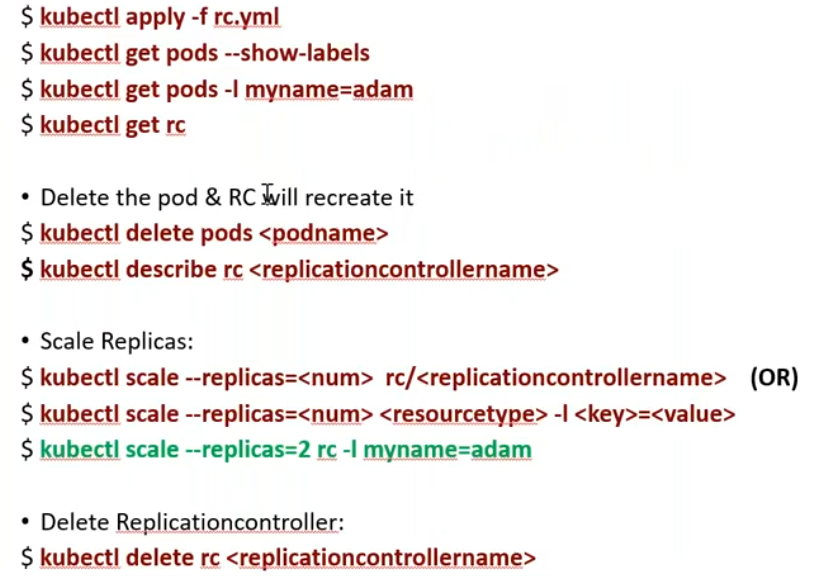 $ kubectl apply -f rc.yml
$ kubectl get pods --show-labels
$ kubectl get pods -l myname=adam
$ kubectl get rc
• Delete the pod & RC will recreate it
$ kubectl delete pods <podname>
$ kubectl describe rc <replicationcontrollername>
• Scale Replicas:
$ kubectl scale --replicas=<num> rc/<replicationcontrollername> (OR)
$ kubectl scale --replicas=<num> <resourcetype> -l <key>=<value>
$ kubectl scale --replicas=2 rc -l myname=adam
• Delete Replicationcontroller:
$ kubectl delete rc <replicationcontrollername>